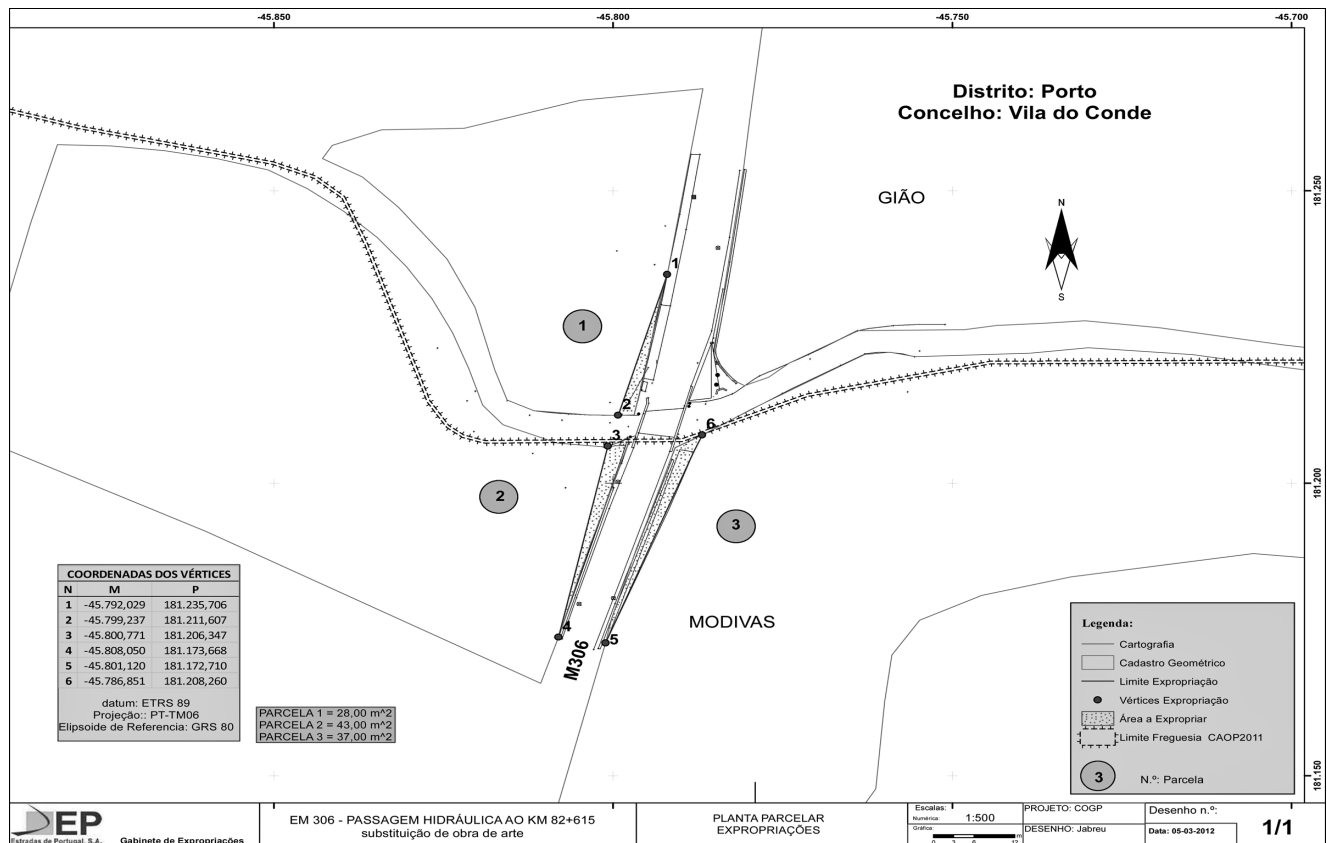 -45.850 -45.800 -45.750 -45.700
Distrito: Porto
Concelho: Vila do Conde
GIÃO
181.250
N
S
1
1
2
3
6
181.200
2
3
COORDENADAS DOS VÉRTICES
N M P
1 -45.792,029 181.235,706
2 -45.799,237 181.211,607
3 -45.800,771 181.206,347
4 -45.808,050 181.173,668
5 -45.801,120 181.172,710
6 -45.786,851 181.208,260
datum: ETRS 89
Projeção:: PT-TM06
Elipsoide de Referencia: GRS 80
4
5
M306
MODIVAS
PARCELA 1 = 28,00 m^2
PARCELA 2 = 43,00 m^2
PARCELA 3 = 37,00 m^2
Legenda:
Cartografia
Cadastro Geométrico
Limite Expropriação
Vértices Expropriação
Área a Expropriar
Limite Freguesia CAOP2011
3 N.º: Parcela
181.150
EP
Estradas de Portugal, S.A. Gabinete de Expropriações
EM 306 - PASSAGEM HIDRÁULICA AO KM 82+615
substituição de obra de arte
PLANTA PARCELAR
EXPROPRIAÇÕES
Escalas:
Numérica: 1:500
Gráfica:
0 3 6 12
m
PROJETO: COGP
DESENHO: Jabreu
Desenho n.º:
Data: 05-03-2012
1/1